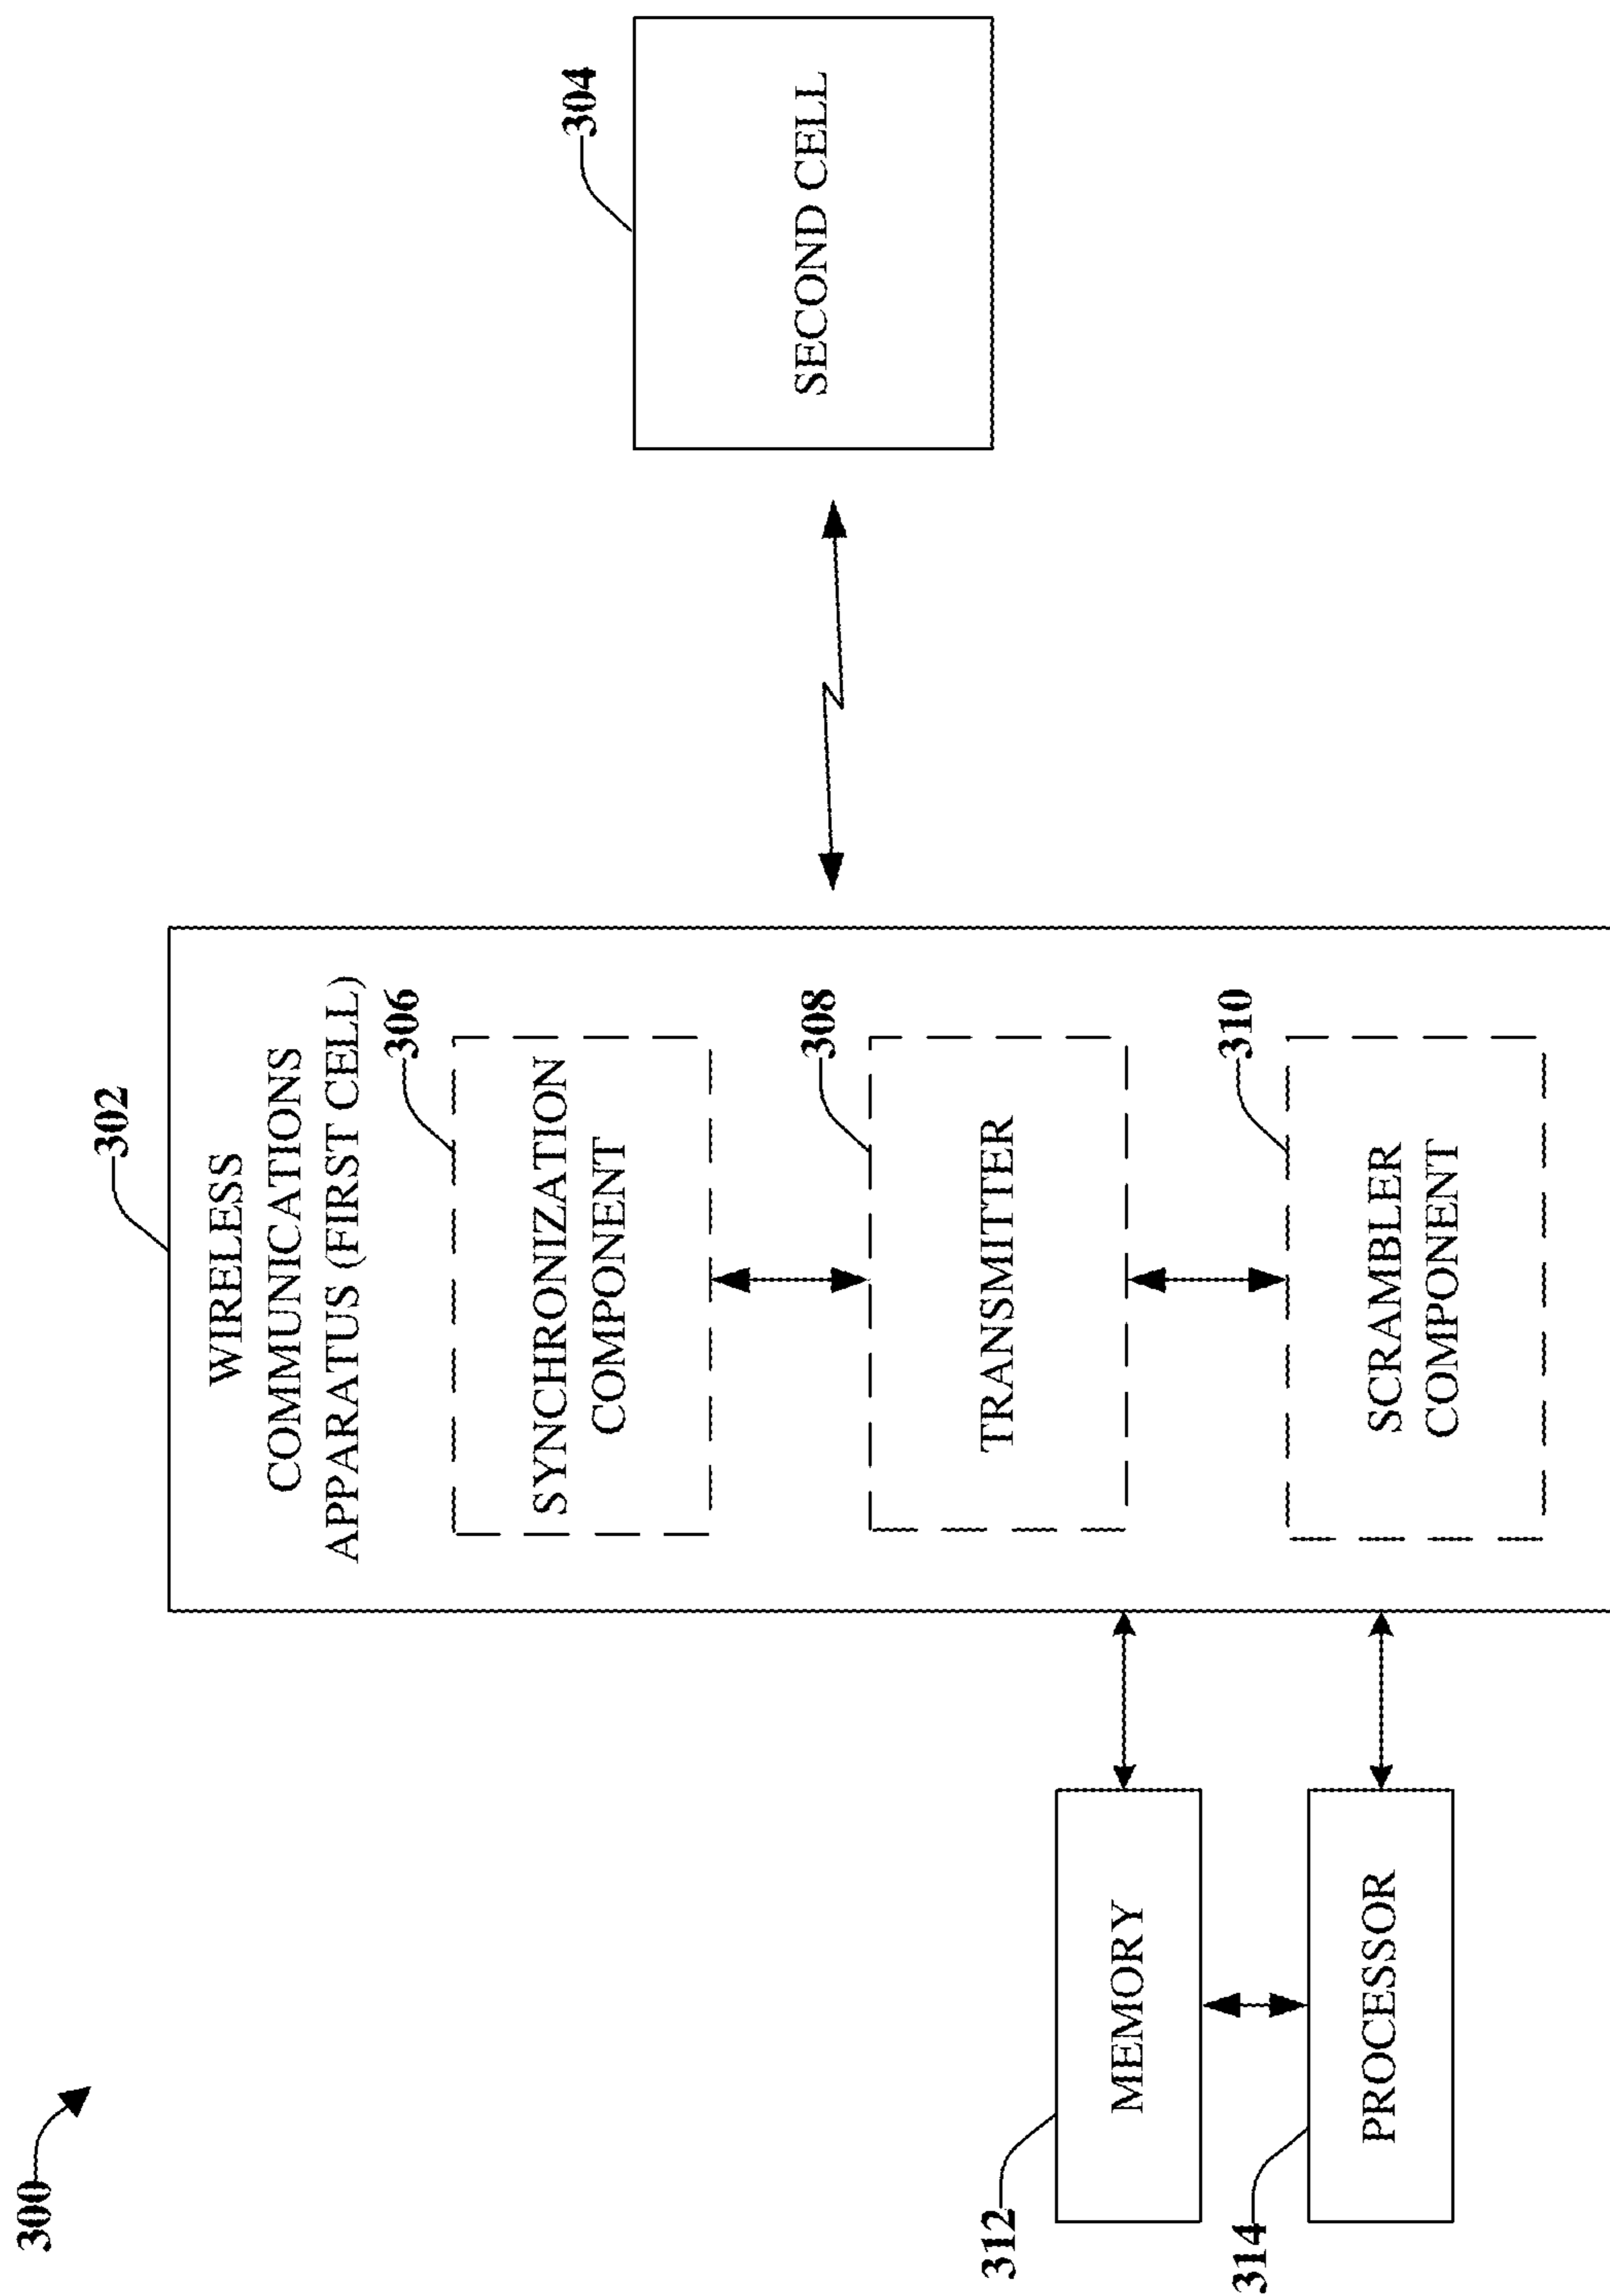 300
302
WIRELESS
COMMUNICATIONS
APPARATUS (FIRST CELL)
306
SYNCHRONIZATION
COMPONENT
308
TRANSMITTER
310
SCRAMBLER
COMPONENT
304
SECOND CELL
312
MEMORY
314
PROCESSOR